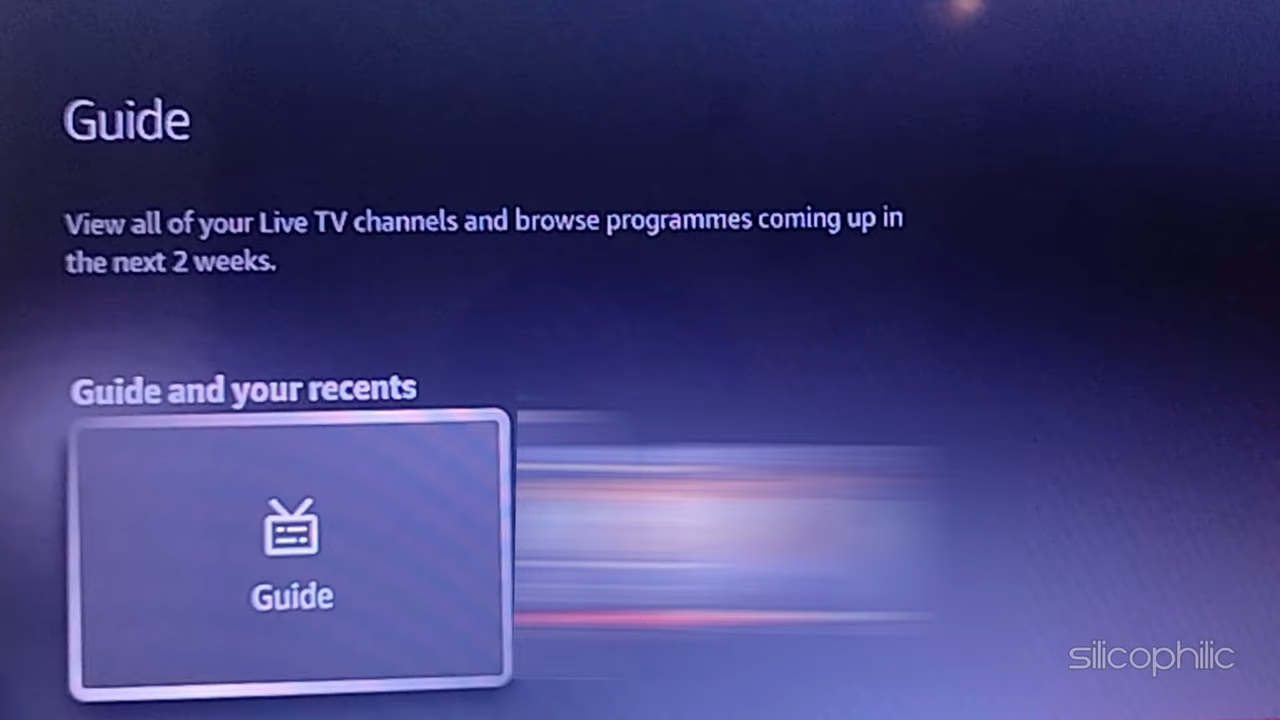 Guide
View all of your Live TV channels and browse programmes coming up in
the next 2 weeks.
Guide and your recents
Guide
silicophilic